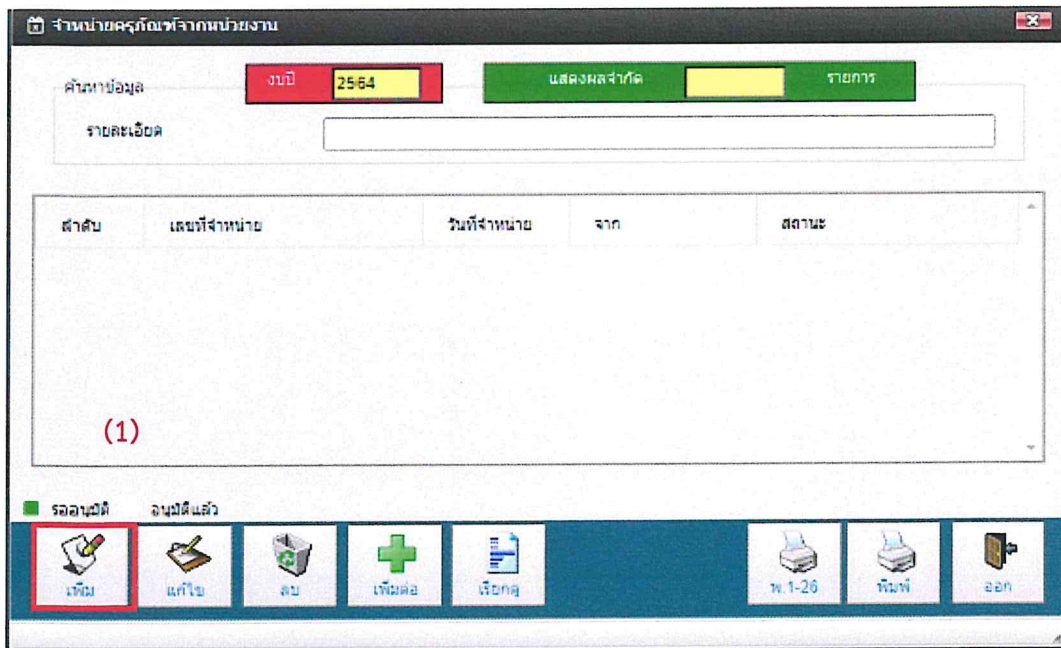 จำหน่ายครุภัณฑ์จากหน่วยงาน
ค้นหาข้อมูล งบปี 2564 แสดงผลจำกัด รายการ
รายละเอียด
ลำดับ เลขที่จำหน่าย วันที่จำหน่าย จาก สถานะ
(1)
รออนุมัติ อนุมัติแล้ว
เพิ่ม แก้ไข ลบ เพิ่มต่อ เรียกดู พ.1-26 พิมพ์ ออก